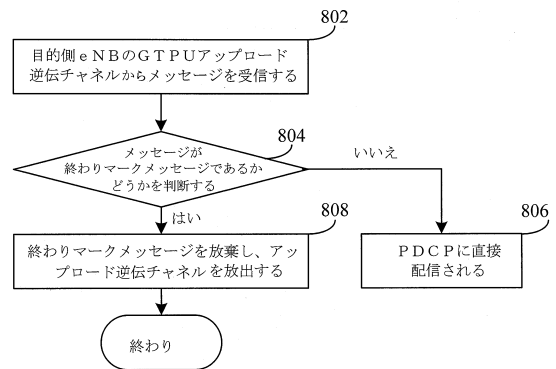 802
目的側ｅＮＢのＧＴＰＵアップロード
逆伝チャネルからメッセージを受信する
804
メッセージが
終わりマークメッセージであるか
どうかを判断する
いいえ
はい
808
終わりマークメッセージを放棄し、アッ
プロード逆伝チャネルを放出する
806
ＰＤＣＰに直接
配信される
終わり